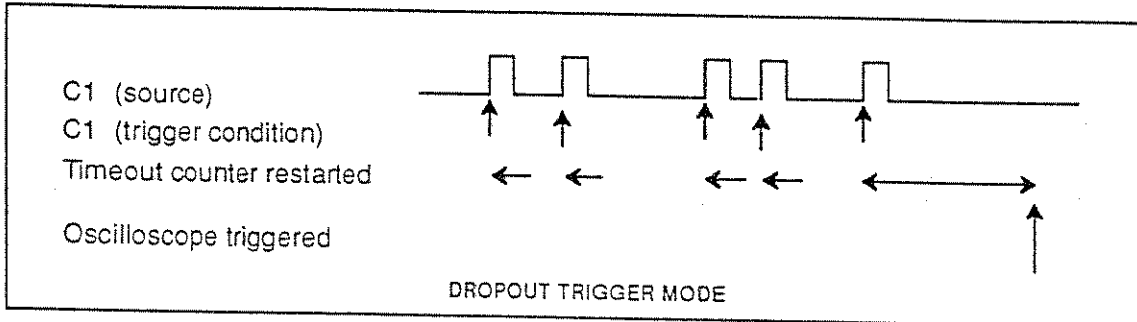 C1 (source)
C1 (trigger condition)
Timeout counter restarted
Oscilloscope triggered
DROPOUT TRIGGER MODE